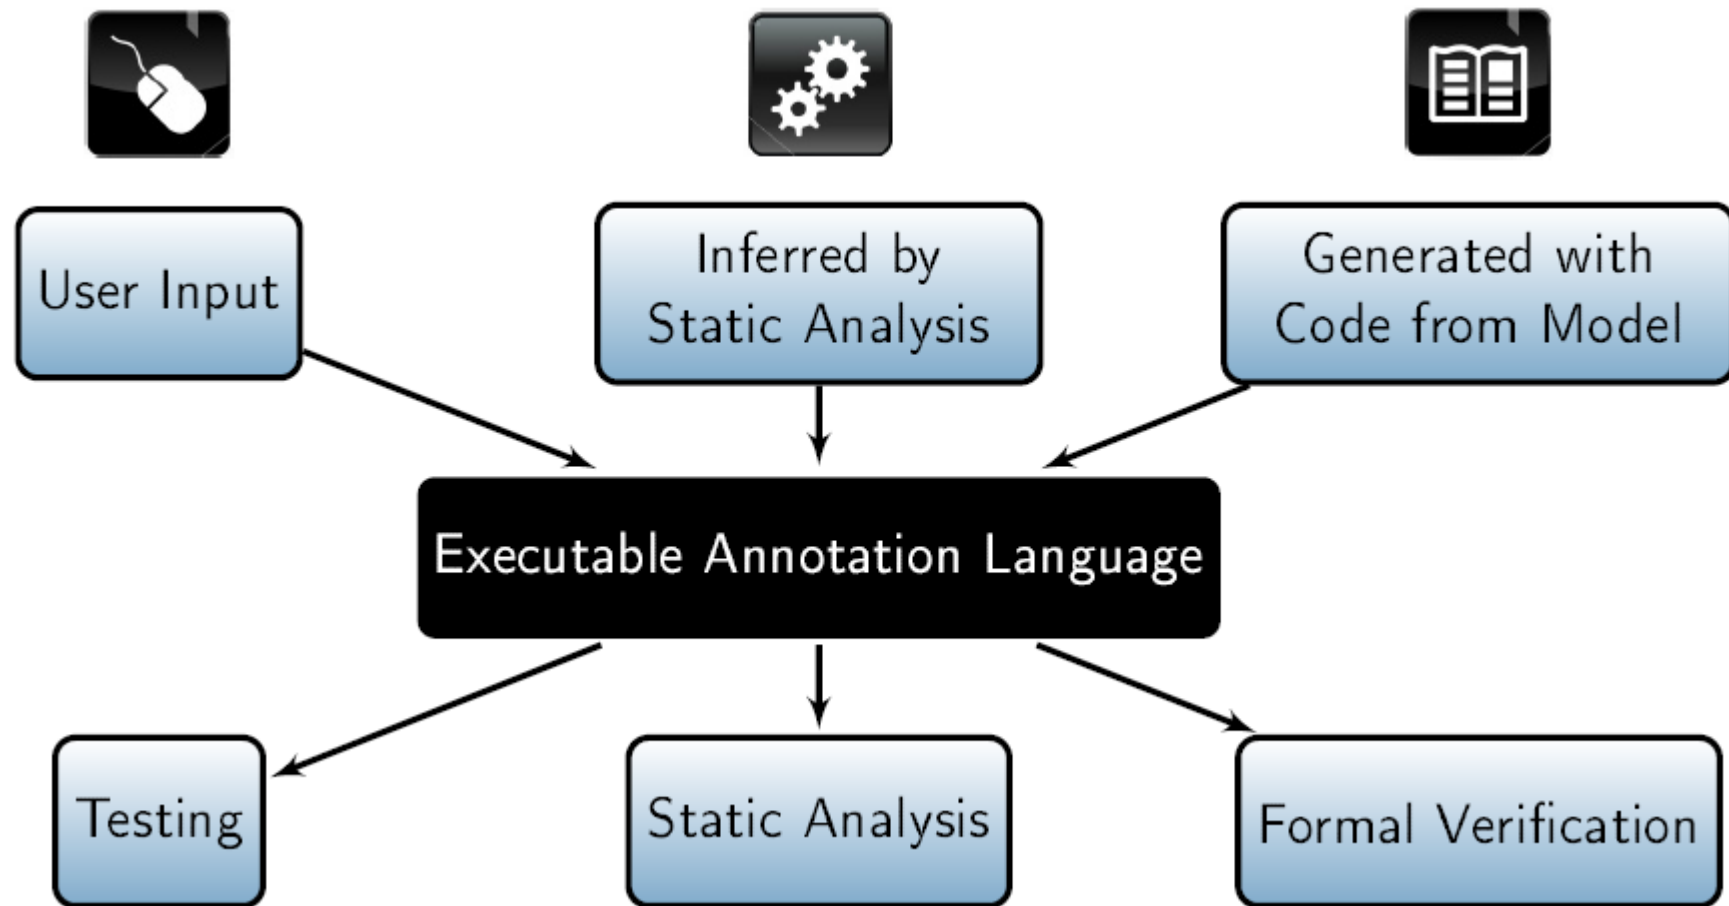 User Input
Inferred by
Static Analysis
Generated with
Code from Model
Executable Annotation Language
Testing
Static Analysis
Formal Verification